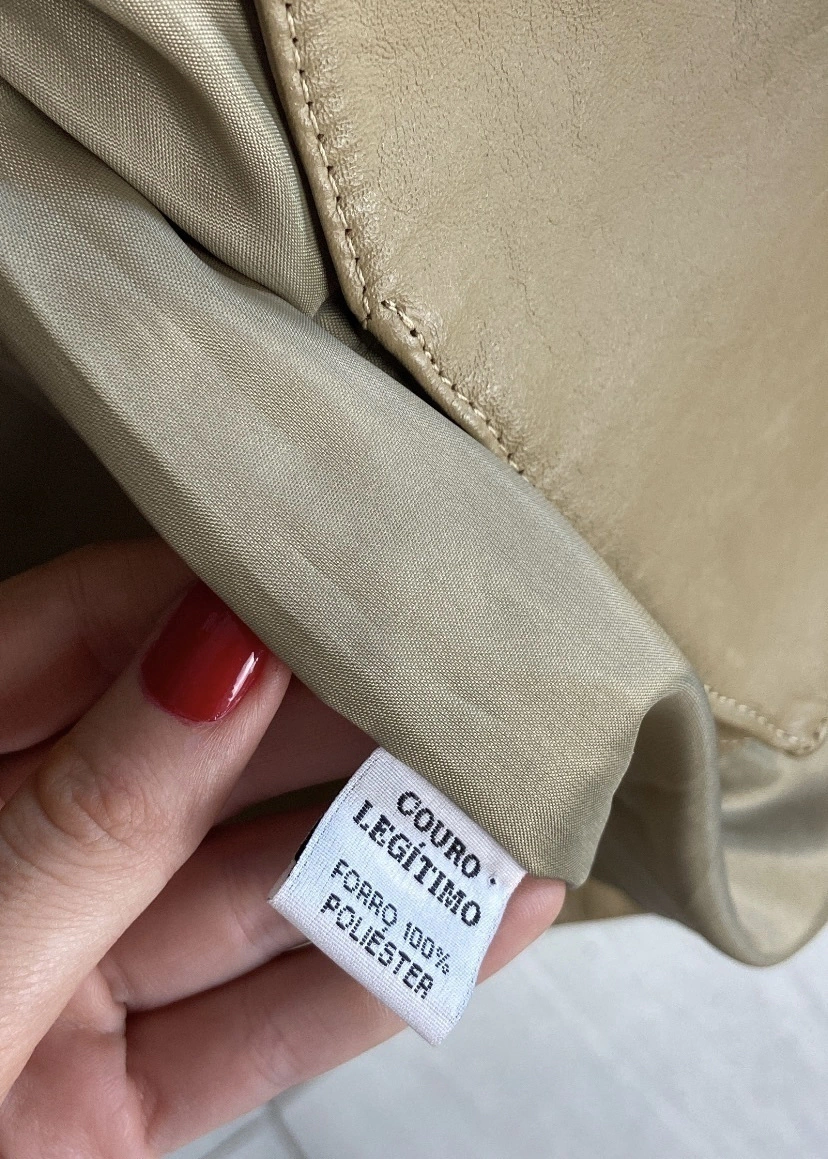 COURO
LEGÍTIMO
FORRO 100%
POLIÉSTER